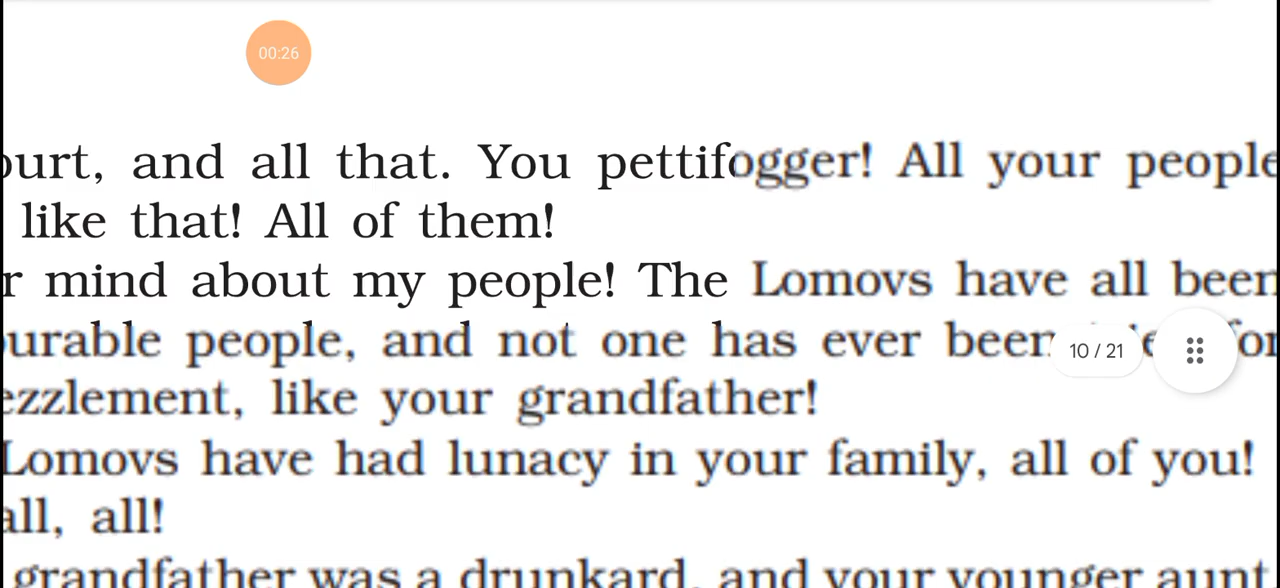 00:26
ourt, and all that. You pettifogger! All your people
like that! All of them!
r mind about my people! The Lomovs have all been
urable people, and not one has ever been for
10 / 21
ezzlement, like your grandfather!
Lomovs have had lunacy in your family, all of you!
all, all!
grandfather was a drunkard, and your younger aunt,